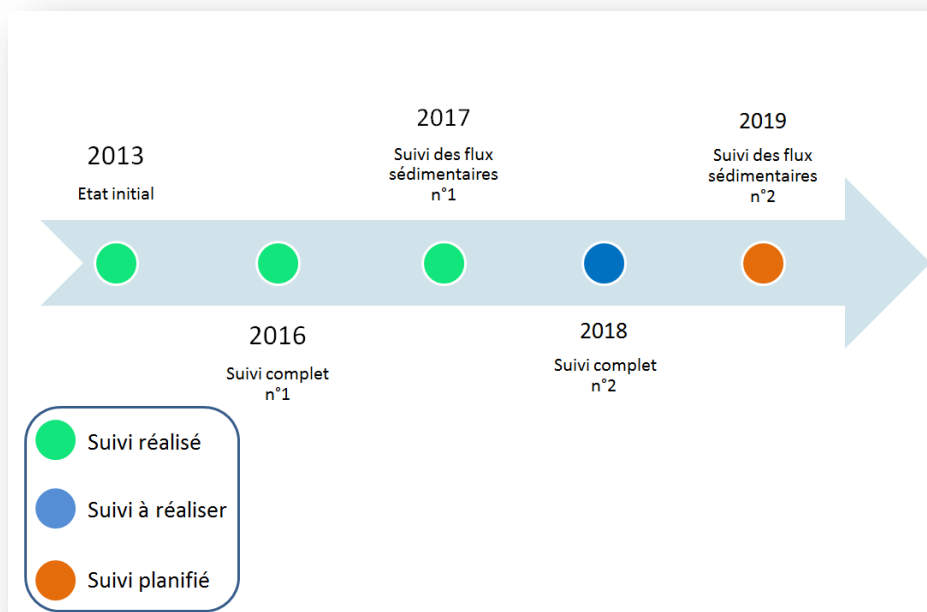 2013
Etat initial
2016
Suivi complet
n°1
2017
Suivi des flux
sédimentaires
n°1
2018
Suivi complet
n°2
2019
Suivi des flux
sédimentaires
n°2
Suivi réalisé
Suivi à réaliser
Suivi planifié